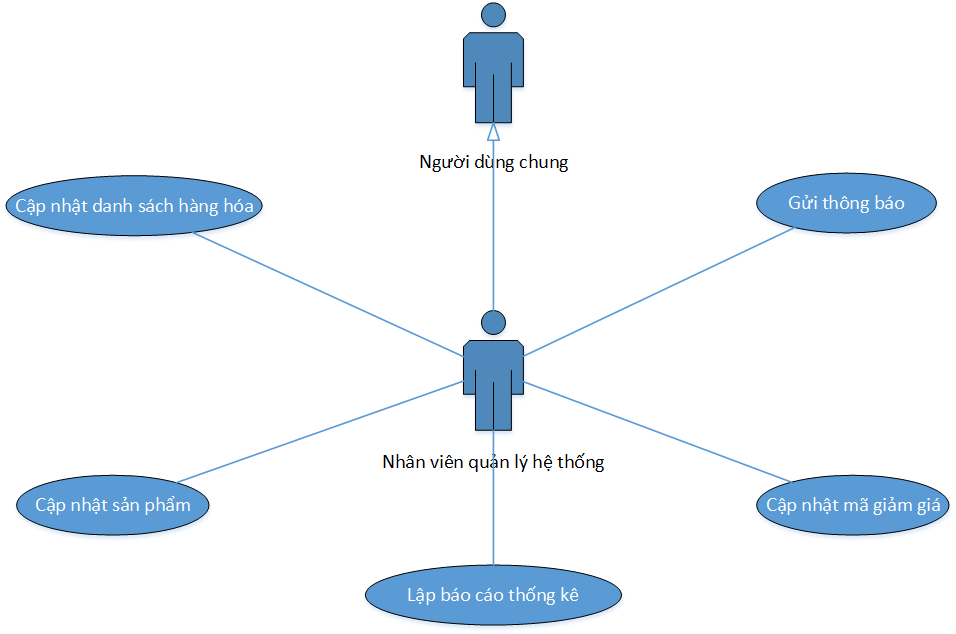 Người dùng chung
Cập nhật danh sách hàng hóa
Gửi thông báo
Nhân viên quản lý hệ thống
Cập nhật sản phẩm
Cập nhật mã giảm giá
Lập báo cáo thống kê